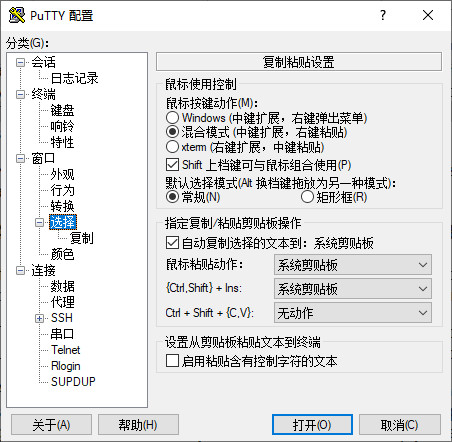 PuTTY 配置
分类(G):
会话
日志记录
终端
键盘
响铃
特性
窗口
外观
行为
转换
选择
复制
颜色
连接
数据
代理
SSH
串口
Telnet
Rlogin
SUPDUP
复制粘贴设置
鼠标使用控制
鼠标按键动作(M):
Windows (中键扩展，右键弹出菜单)
混合模式 (中键扩展，右键粘贴)
xterm (右键扩展，中键粘贴)
Shift 上档键可与鼠标组合使用(P)
默认选择模式(Alt 换档键拖放为另一种模式):
常规(N)
矩形框(R)
指定复制/粘贴剪贴板操作
自动复制选择的文本到：系统剪贴板
鼠标粘贴动作:
系统剪贴板
{Ctrl,Shift} + Ins:
系统剪贴板
Ctrl + Shift + {C,V}:
无动作
设置从剪贴板粘贴文本到终端
启用粘贴含有控制字符的文本
关于(A)
帮助(H)
打开(O)
取消(C)